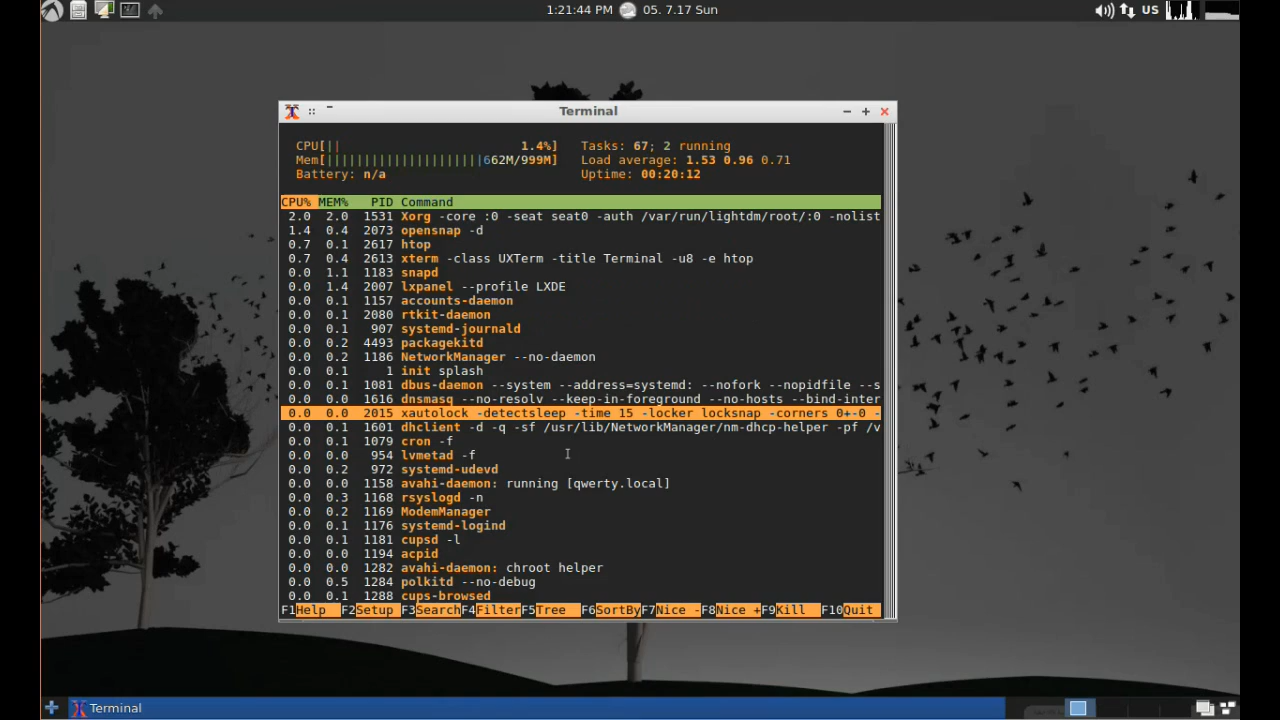 1:21:44 PM 05. 7.17 Sun US
Terminal
CPU[|| 1.4%] Tasks: 67; 2 running
Mem[|||||||||||||||||||||662M/999M] Load average: 1.53 0.96 0.71
Battery: n/a Uptime: 00:20:12
CPU% MEM% PID Command
2.0 2.0 1531 Xorg -core :0 -seat seat0 -auth /var/run/lightdm/root/:0 -nolist
1.4 0.4 2073 opensnap -d
0.7 0.1 2617 htop
0.7 0.4 2613 xterm -class UXTerm -title Terminal -u8 -e htop
0.0 1.1 1183 snapd
0.0 1.4 2007 lxpanel --profile LXDE
0.0 0.1 1157 accounts-daemon
0.0 0.1 2080 rtkit-daemon
0.0 0.1 907 systemd-journald
0.0 0.2 4493 packagekitd
0.0 0.2 1186 NetworkManager --no-daemon
0.0 0.1 1 init splash
0.0 0.1 1081 dbus-daemon --system --address=systemd: --nofork --nopidfile --s
0.0 0.1 1616 dnsmasq --no-resolv --keep-in-foreground --no-hosts --bind-inter
0.0 0.0 2015 xautolock -detectsleep -time 15 -locker locksnap -corners 0+-0 -
0.0 0.1 1601 dhclient -d -q -sf /usr/lib/NetworkManager/nm-dhcp-helper -pf /v
0.0 0.1 1079 cron -f
0.0 0.0 954 lvmetad -f
0.0 0.2 972 systemd-udevd
0.0 0.1 1158 avahi-daemon: running [qwerty.local]
0.0 0.3 1168 rsyslogd -n
0.0 0.2 1169 ModemManager
0.0 0.1 1176 systemd-logind
0.0 0.1 1181 cupsd -l
0.0 0.0 1194 acpid
0.0 0.0 1282 avahi-daemon: chroot helper
0.0 0.5 1284 polkitd --no-debug
0.0 0.1 1288 cups-browsed
F1Help F2Setup F3SearchF4FilterF5Tree F6SortByF7Nice -F8Nice +F9Kill F10Quit
Terminal